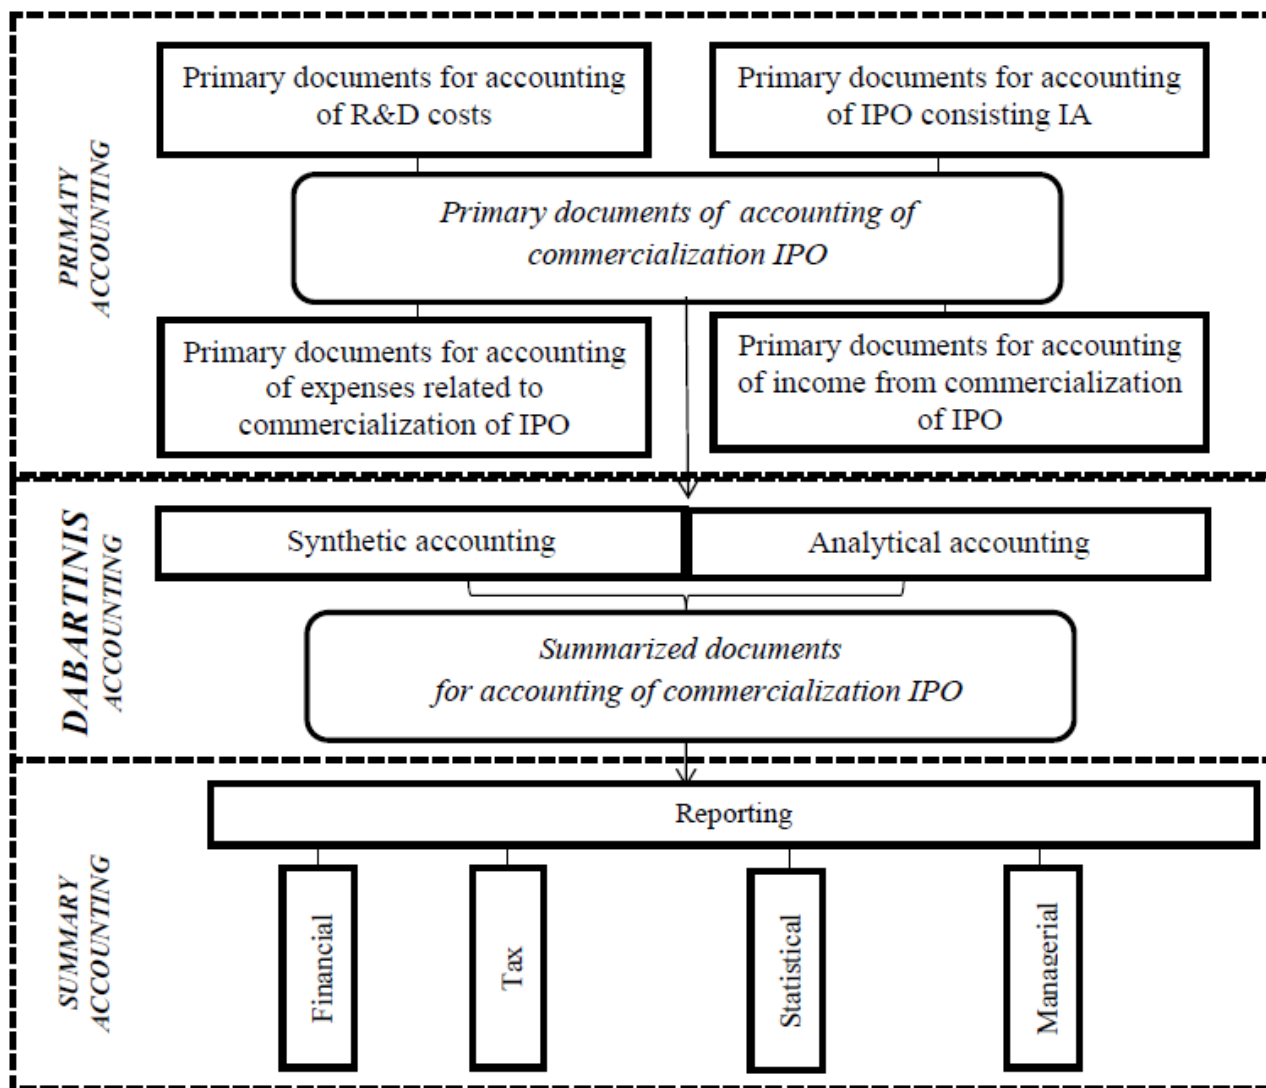 PRIMATY
ACCOUNTING
Primary documents for accounting
of R&D costs
Primary documents for accounting
of IPO consisting IA
Primary documents of accounting of
commercialization IPO
Primary documents for accounting
of expenses related to
commercialization of IPO
Primary documents for accounting
of income from commercialization
of IPO
DABARTINIS
ACCOUNTING
Synthetic accounting
Analytical accounting
Summarized documents
for accounting of commercialization IPO
SUMMARY
ACCOUNTING
Reporting
Financial
Tax
Statistical
Managerial